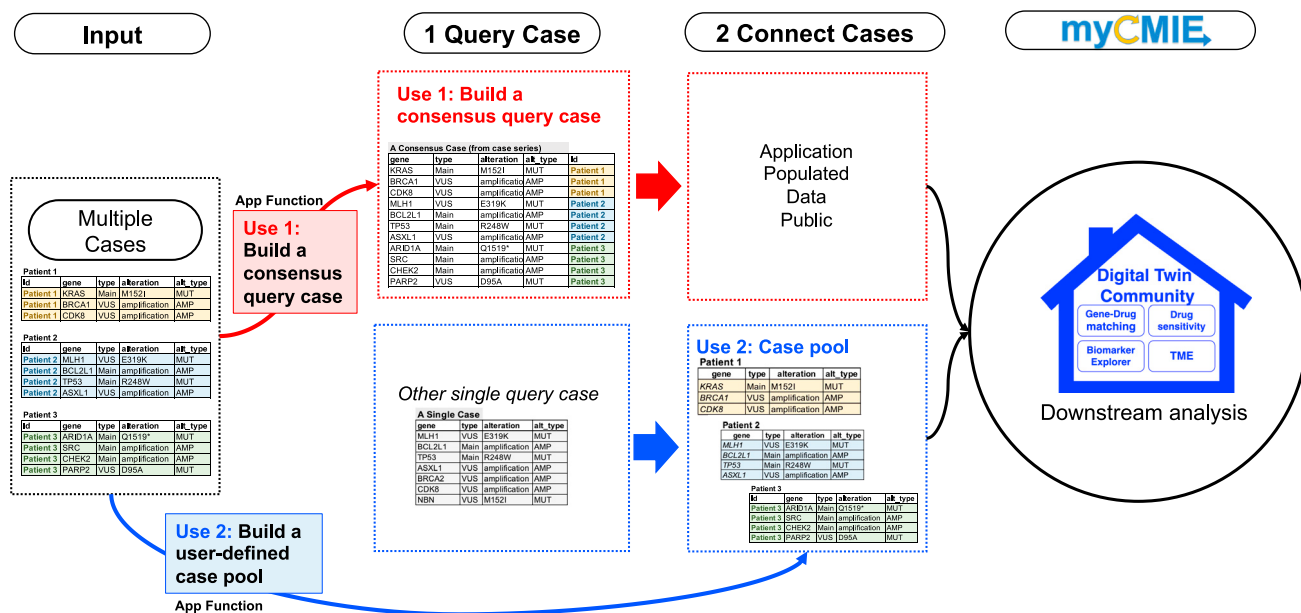 Input
1 Query Case
2 Connect Cases
myCMIE
Multiple
Cases
Patient 1
Id gene type alteration alt_type
Patient 1 KRAS Main M152I MUT
Patient 1 BRCA1 VUS amplification AMP
Patient 1 CDK8 VUS amplification AMP
Patient 2
Id gene type alteration alt_type
Patient 2 MLH1 VUS E319K MUT
Patient 2 BCL2L1 Main amplification AMP
Patient 2 TP53 Main R248W MUT
Patient 2 ASXL1 VUS amplification AMP
Patient 3
Id gene type alteration alt_type
Patient 3 ARID1A Main Q1519* MUT
Patient 3 SRC Main amplification AMP
Patient 3 CHEK2 Main amplification AMP
Patient 3 PARP2 VUS D95A MUT
App Function
Use 1:
Build a
consensus
query case
Use 2: Build a
user-defined
case pool
App Function
Use 1: Build a
consensus query case
A Consensus Case (from case series)
gene type alteration alt_type Id
KRAS Main M152I MUT Patient 1
BRCA1 VUS amplificatio AMP Patient 1
CDK8 VUS amplificatio AMP Patient 1
MLH1 VUS E319K MUT Patient 2
BCL2L1 Main amplificatio AMP Patient 2
TP53 Main R248W MUT Patient 2
ASXL1 VUS amplificatio AMP Patient 2
ARID1A Main Q1519* MUT Patient 3
SRC Main amplificatio AMP Patient 3
CHEK2 Main amplificatio AMP Patient 3
PARP2 VUS D95A MUT Patient 3
Other single query case
A Single Case
gene type alteration alt_type
MLH1 VUS E319K MUT
BCL2L1 Main amplification AMP
TP53 Main R248W MUT
ASXL1 VUS amplification AMP
BRCA2 VUS amplification AMP
CDK8 VUS amplification AMP
NBN VUS M152I MUT
Application
Populated
Data
Public
Use 2: Case pool
Patient 1
gene type alteration alt_type
KRAS Main M152I MUT
BRCA1 VUS amplification AMP
CDK8 VUS amplification AMP
Patient 2
gene type alteration alt_type
MLH1 VUS E319K MUT
BCL2L1 Main amplification AMP
TP53 Main R248W MUT
ASXL1 VUS amplification AMP
Patient 3
Id gene type alteration alt_type
Patient 3 ARID1A Main Q1519* MUT
Patient 3 SRC Main amplification AMP
Patient 3 CHEK2 Main amplification AMP
Patient 3 PARP2 VUS D95A MUT
Digital Twin
Community
Gene-Drug
matching
Drug
sensitivity
Biomarker
Explorer
TME
Downstream analysis